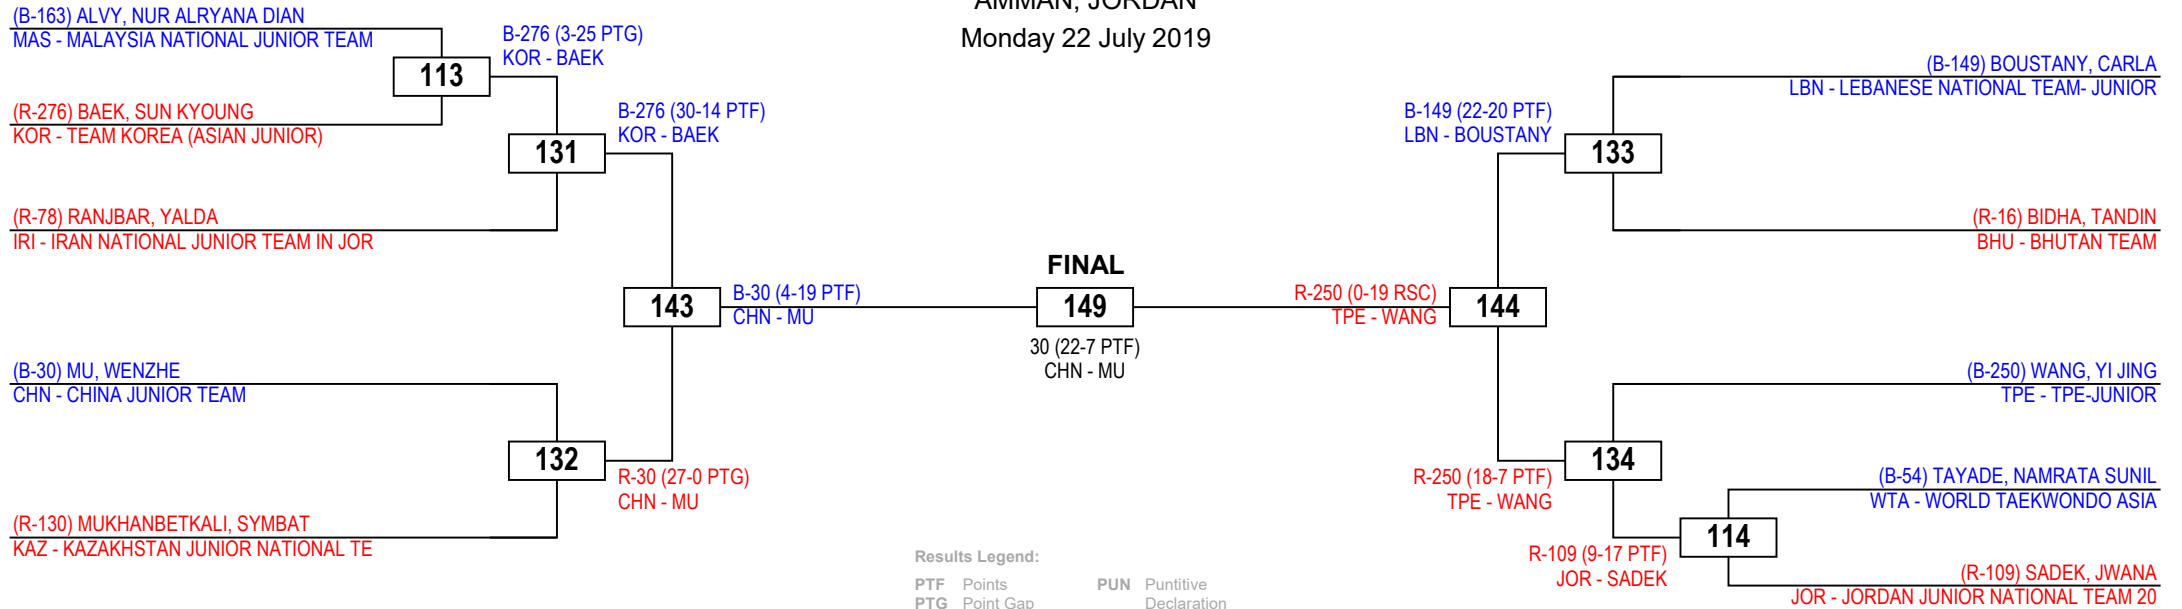 AMMAN, JORDAN
Monday 22 July 2019
(B-163) ALVY, NUR ALRYANA DIAN
MAS - MALAYSIA NATIONAL JUNIOR TEAM
113
B-276 (3-25 PTG)
KOR - BAEK
(R-276) BAEK, SUN KYOUNG
KOR - TEAM KOREA (ASIAN JUNIOR)
131
B-276 (30-14 PTF)
KOR - BAEK
(R-78) RANJBAR, YALDA
IRI - IRAN NATIONAL JUNIOR TEAM IN JOR
143
B-30 (4-19 PTF)
CHN - MU
(B-30) MU, WENZHE
CHN - CHINA JUNIOR TEAM
132
R-30 (27-0 PTG)
CHN - MU
(R-130) MUKHANBETKALI, SYMBAT
KAZ - KAZAKHSTAN JUNIOR NATIONAL TE
FINAL
149
30 (22-7 PTF)
CHN - MU
(B-149) BOUSTANY, CARLA
LBN - LEBANESE NATIONAL TEAM- JUNIOR
B-149 (22-20 PTF)
LBN - BOUSTANY
133
(R-16) BIDHA, TANDIN
BHU - BHUTAN TEAM
R-250 (0-19 RSC)
TPE - WANG
144
(B-250) WANG, YI JING
TPE - TPE-JUNIOR
R-250 (18-7 PTF)
TPE - WANG
134
(B-54) TAYADE, NAMRATA SUNIL
WTA - WORLD TAEKWONDO ASIA
114
R-109 (9-17 PTF)
JOR - SADEK
(R-109) SADEK, JWANA
JOR - JORDAN JUNIOR NATIONAL TEAM 20
Results Legend:
PTF Points PUN Puntitive
PTG Point Gap Declaration